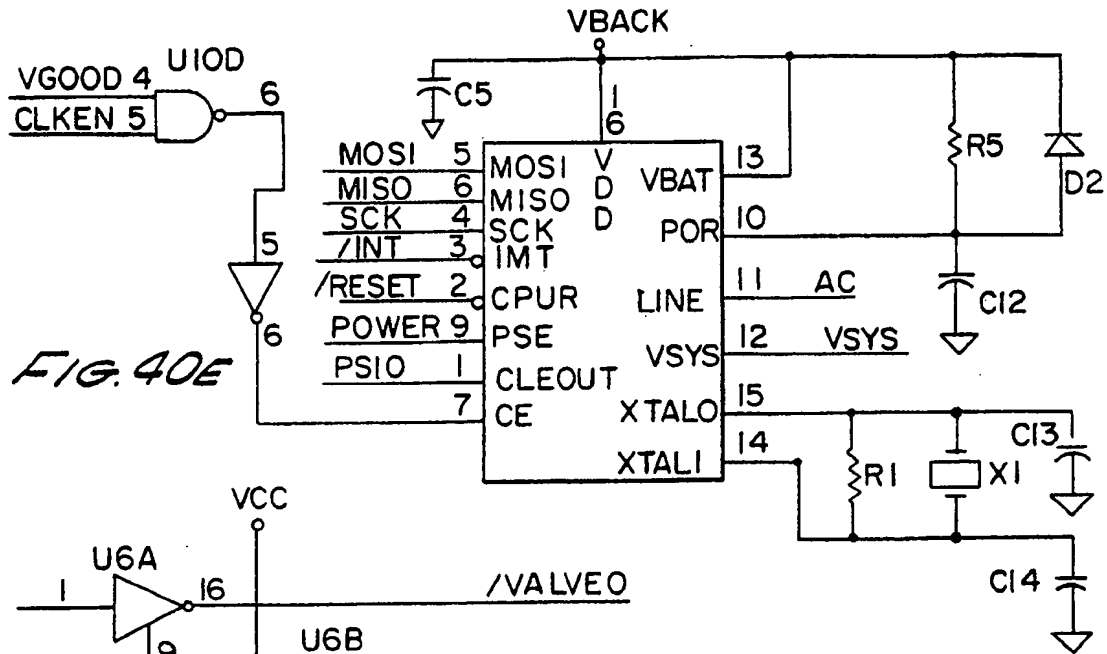 VBACK
U10D
VGOOD 4
CLKEN 5
6
C5
1
6
VDD
MOSI 5 MOSI
MISO 6 MISO
SCK 4 SCK
/INT 3 IMT
/RESET 2 CPUR
POWER 9 PSE
PSIO 1 CLEOUT
7 CE
5
6
VBAT 13
POR 10
LINE 11 AC
VSYS 12 VSYS
XTALO 15
XTALI 14
R5
D2
C12
R1
X1
C13
C14
FIG. 40E
VCC
U6A
1
16
/VALVE0
9
U6B